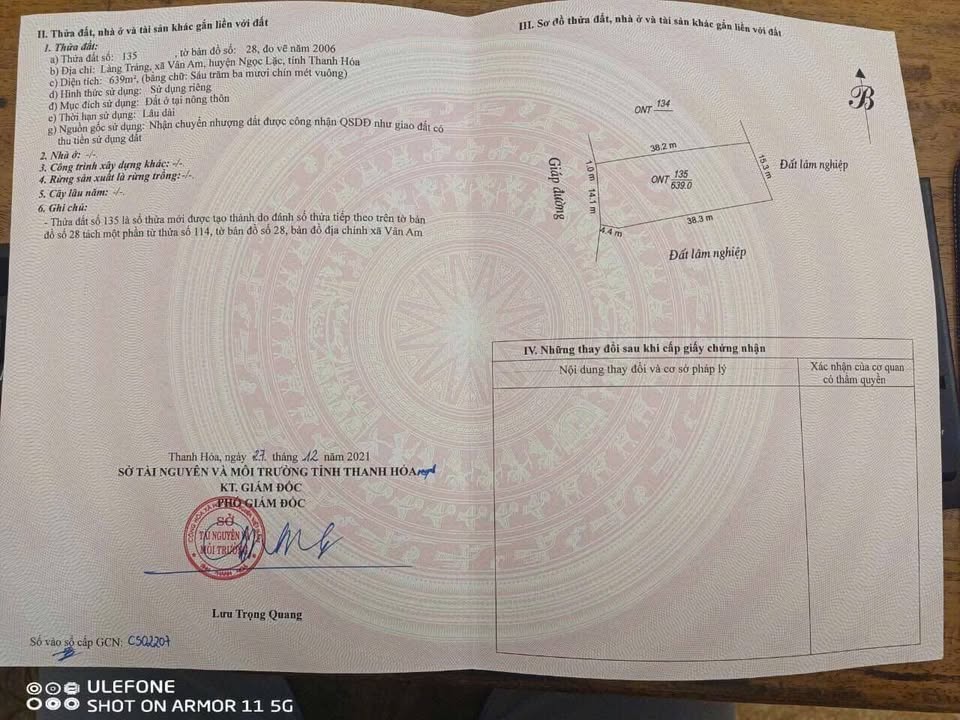 II. Thửa đất, nhà ở và tài sản khác gắn liền với đất
1. Thửa đất:
a) Thửa đất số: 135 , tờ bản đồ số: 28, đo vẽ năm 2006
b) Địa chỉ: Làng Tráng, xã Vân Am, huyện Ngọc Lặc, tỉnh Thanh Hóa
c) Diện tích: 639m², (bằng chữ: Sáu trăm ba mươi chín mét vuông)
d) Hình thức sử dụng: Sử dụng riêng
đ) Mục đích sử dụng: Đất ở tại nông thôn
e) Thời hạn sử dụng: Lâu dài
g) Nguồn gốc sử dụng: Nhận chuyển nhượng đất được công nhận QSDĐ như giao đất có
thu tiền sử dụng đất
2. Nhà ở: -/-
3. Công trình xây dựng khác: -/-
4. Rừng sản xuất là rừng trồng: -/-.
5. Cây lâu năm: -/-
6. Ghi chú:
- Thửa đất số 135 là số thửa mới được tạo thành do đánh số thửa tiếp theo trên tờ bản
đồ số 28 tách một phần từ thửa số 114, tờ bản đồ số 28, bản đồ địa chính xã Vân Am
Thanh Hóa, ngày 27 tháng 12 năm 2021
SỞ TÀI NGUYÊN VÀ MÔI TRƯỜNG TỈNH THANH HÓA
KT. GIÁM ĐỐC
PHÓ GIÁM ĐỐC
SỞ
TÀI NGUYÊN VÀ
MÔI TRƯỜNG
Lưu Trọng Quang
Số vào sổ cấp GCN: CS02207
III. Sơ đồ thửa đất, nhà ở và tài sản khác gắn liền với đất
B
ONT 134
38.2 m
15.3 m
Đất lâm nghiệp
Giáp đường
1.0 m
14.1 m
ONT 135
639.0
38.3 m
4.4 m
Đất lâm nghiệp
IV. Những thay đổi sau khi cấp giấy chứng nhận
Nội dung thay đổi và cơ sở pháp lý
Xác nhận của cơ quan
có thẩm quyền
ULEFONE
SHOT ON ARMOR 11 5G